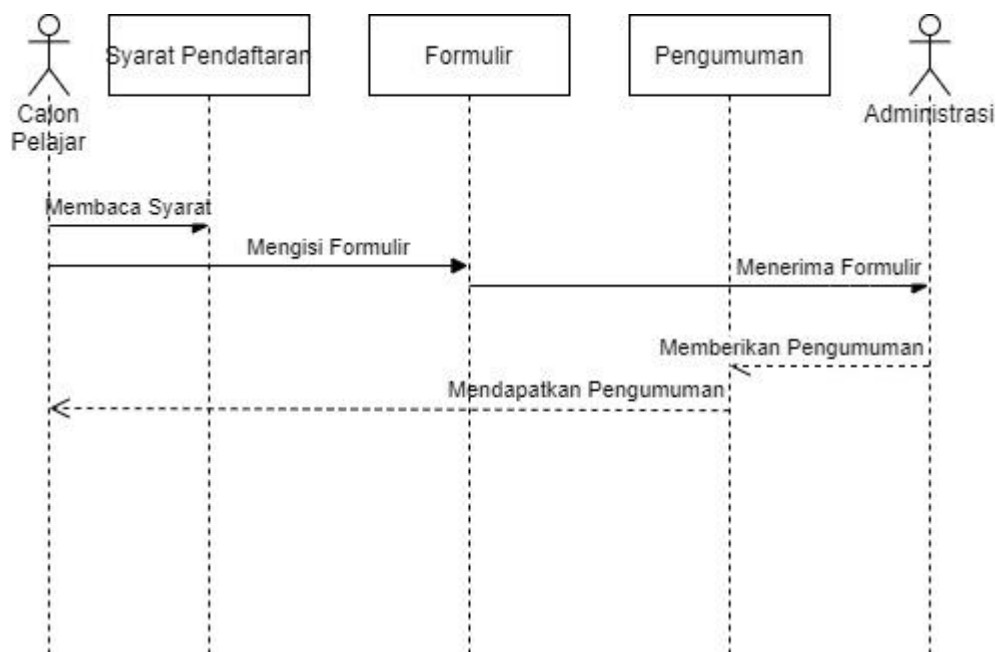 Syarat Pendaftaran
Formulir
Pengumuman
Calon
Pelajar
Administrasi
Membaca Syarat
Mengisi Formulir
Menerima Formulir
Memberikan Pengumuman
Mendapatkan Pengumuman